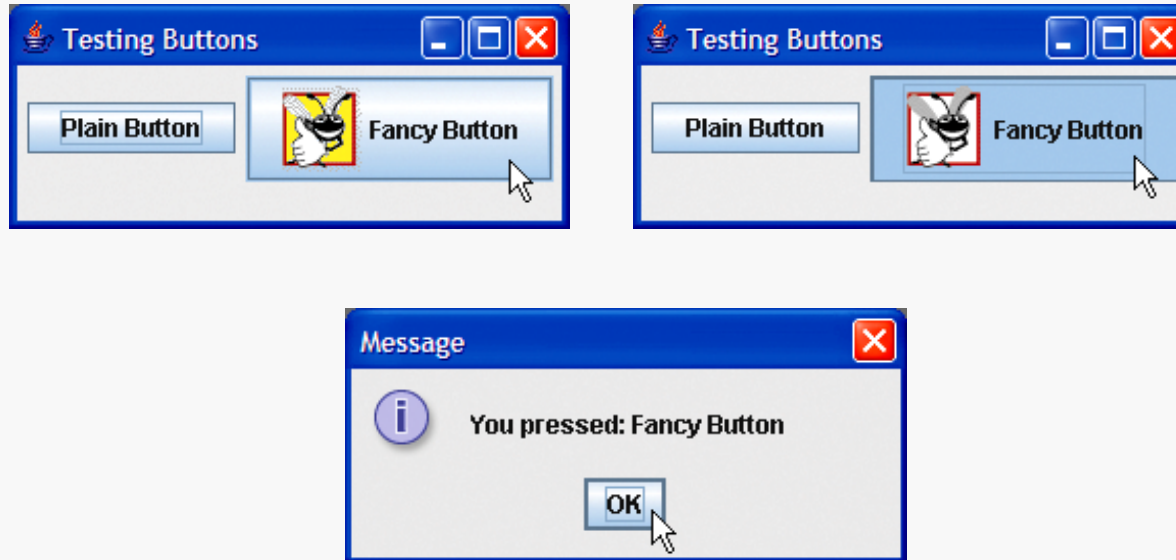 Testing Buttons
Plain Button
Fancy Button
Testing Buttons
Plain Button
Fancy Button
Message
i
You pressed: Fancy Button
OK